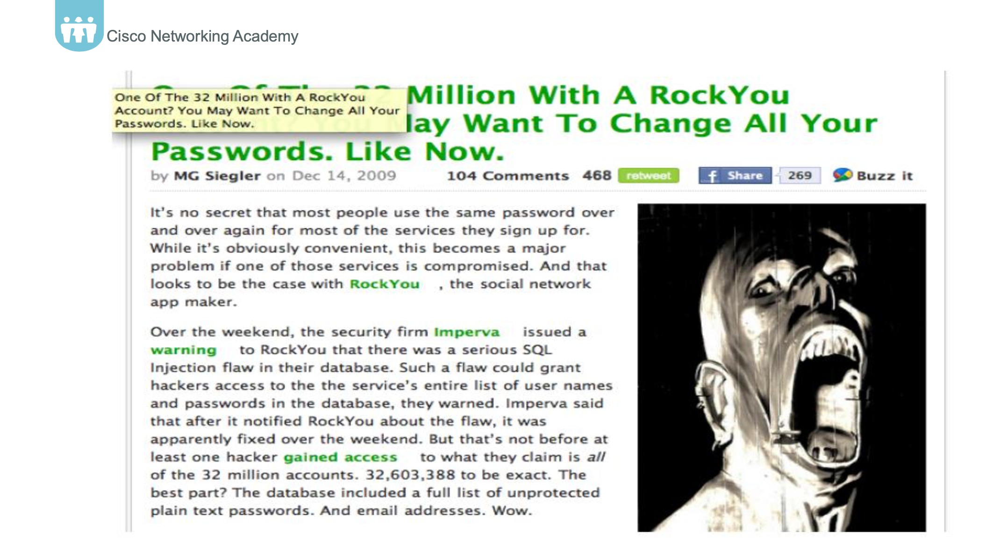 Cisco Networking Academy
One Of The 32 Million With A RockYou
Account? You May Want To Change All Your
Passwords. Like Now.
Of The 32 Million With A RockYou
You May Want To Change All Your
Passwords. Like Now.
by MG Siegler on Dec 14, 2009 104 Comments 468 retweet f Share 269 Buzz it
It's no secret that most people use the same password over
and over again for most of the services they sign up for.
While it's obviously convenient, this becomes a major
problem if one of those services is compromised. And that
looks to be the case with RockYou , the social network
app maker.
Over the weekend, the security firm Imperva issued a
warning to RockYou that there was a serious SQL
Injection flaw in their database. Such a flaw could grant
hackers access to the the service's entire list of user names
and passwords in the database, they warned. Imperva said
that after it notified RockYou about the flaw, it was
apparently fixed over the weekend. But that's not before at
least one hacker gained access to what they claim is all
of the 32 million accounts. 32,603,388 to be exact. The
best part? The database included a full list of unprotected
plain text passwords. And email addresses. Wow.